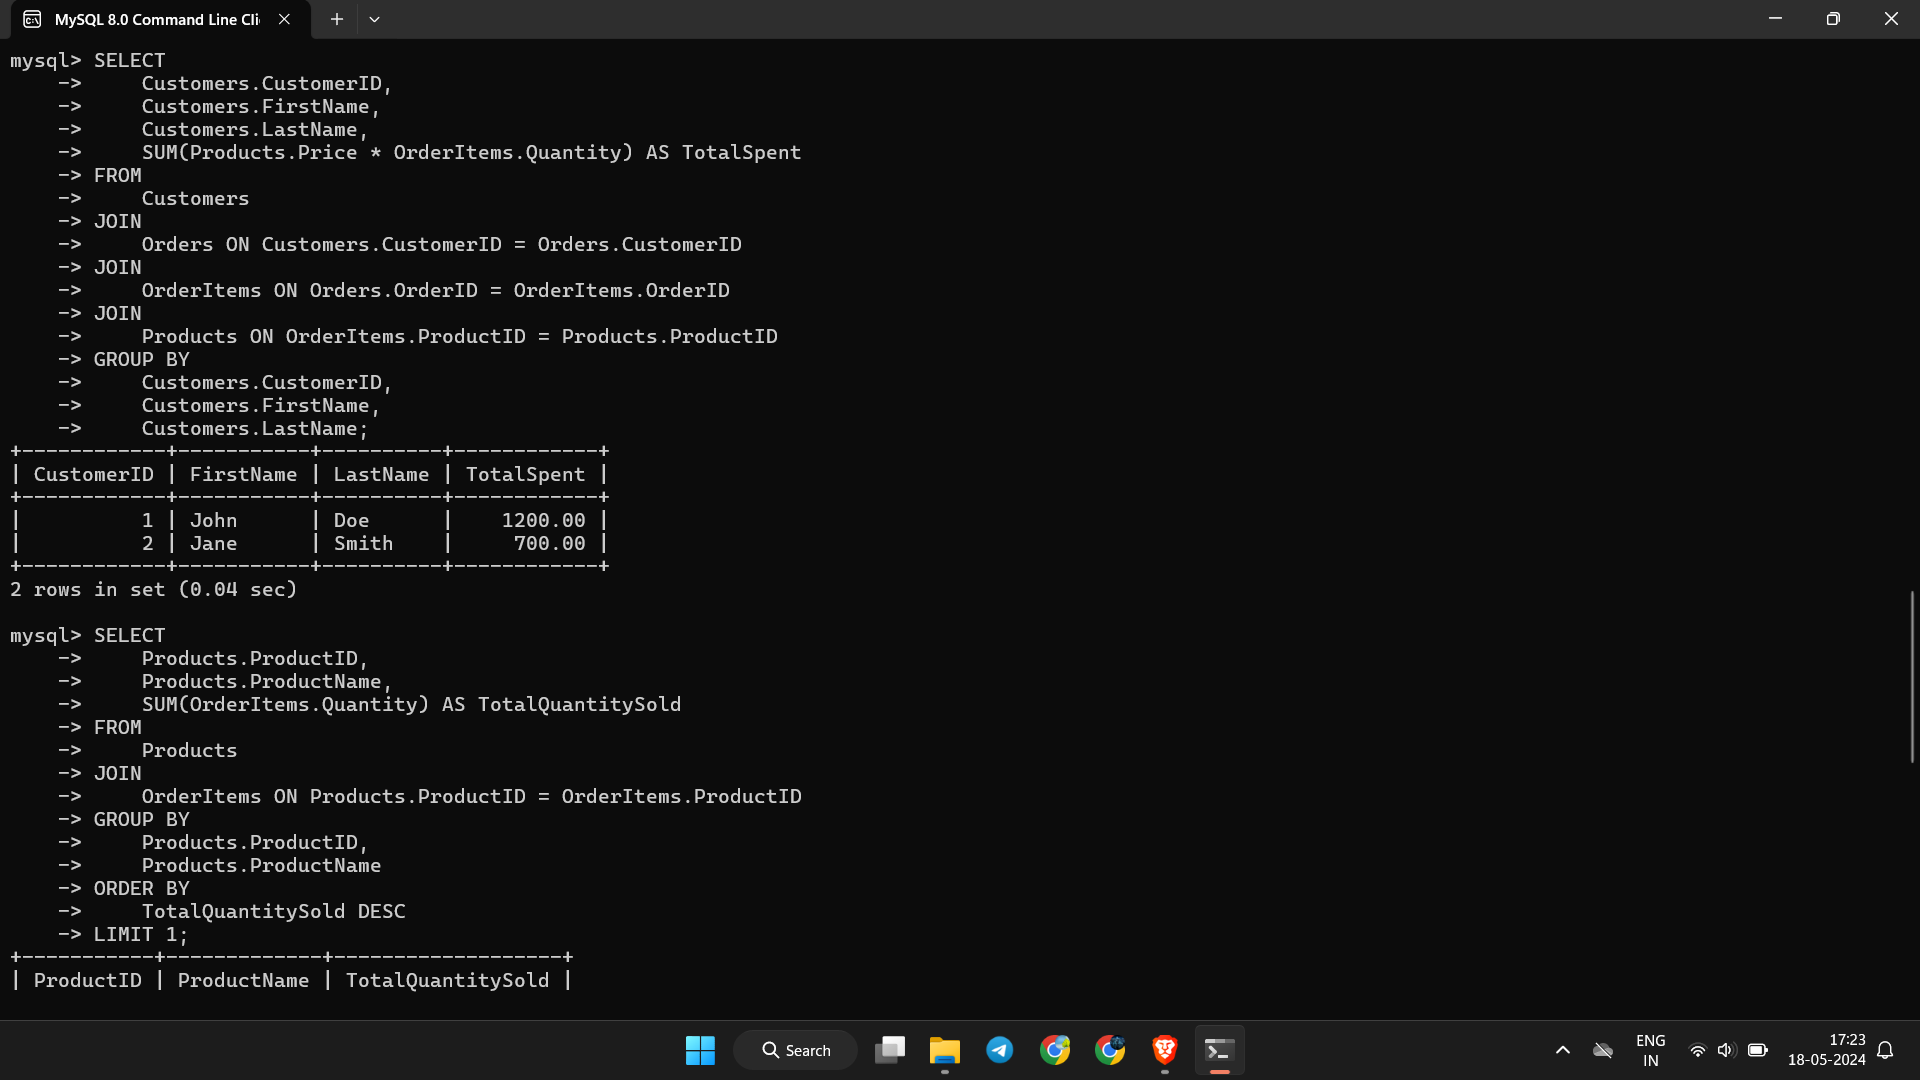 MySQL 8.0 Command Line Cli
mysql> SELECT
    ->     Customers.CustomerID,
    ->     Customers.FirstName,
    ->     Customers.LastName,
    ->     SUM(Products.Price * OrderItems.Quantity) AS TotalSpent
    -> FROM
    ->     Customers
    -> JOIN
    ->     Orders ON Customers.CustomerID = Orders.CustomerID
    -> JOIN
    ->     OrderItems ON Orders.OrderID = OrderItems.OrderID
    -> JOIN
    ->     Products ON OrderItems.ProductID = Products.ProductID
    -> GROUP BY
    ->     Customers.CustomerID,
    ->     Customers.FirstName,
    ->     Customers.LastName;
+------------+-----------+----------+------------+
| CustomerID | FirstName | LastName | TotalSpent |
+------------+-----------+----------+------------+
|          1 | John      | Doe      |    1200.00 |
|          2 | Jane      | Smith    |     700.00 |
+------------+-----------+----------+------------+
2 rows in set (0.04 sec)
mysql> SELECT
    ->     Products.ProductID,
    ->     Products.ProductName,
    ->     SUM(OrderItems.Quantity) AS TotalQuantitySold
    -> FROM
    ->     Products
    -> JOIN
    ->     OrderItems ON Products.ProductID = OrderItems.ProductID
    -> GROUP BY
    ->     Products.ProductID,
    ->     Products.ProductName
    -> ORDER BY
    ->     TotalQuantitySold DESC
    -> LIMIT 1;
+-----------+-------------+-------------------+
| ProductID | ProductName | TotalQuantitySold |
Search
ENG
IN
17:23
18-05-2024